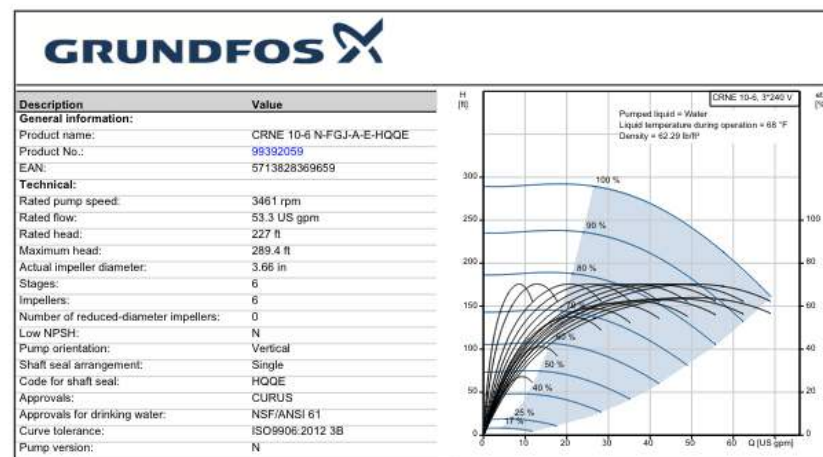 GRUNDFOS
Description Value
General information:
Product name: CRNE 10-6 N-FGJ-A-E-HQQE
Product No.: 99392059
EAN: 5713828369659
Technical:
Rated pump speed: 3461 rpm
Rated flow: 53.3 US gpm
Rated head: 227 ft
Maximum head: 289.4 ft
Actual impeller diameter: 3.66 in
Stages: 6
Impellers: 6
Number of reduced-diameter impellers: 0
Low NPSH: N
Pump orientation: Vertical
Shaft seal arrangement: Single
Code for shaft seal: HQQE
Approvals: CURUS
Approvals for drinking water: NSF/ANSI 61
Curve tolerance: ISO9906:2012 3B
Pump version: N
H
[ft]
CRNE 10-6, 3*240 V
Pumped liquid = Water
Liquid temperature during operation = 68 °F
Density = 62.29 lb/ft³
100 %
300
90 %
250
100
80 %
200
80
70 %
150
60
60 %
100
40
50 %
40 %
50
20
25 %
17 %
0
0
0 10 20 30 40 50 60 Q [US gpm]